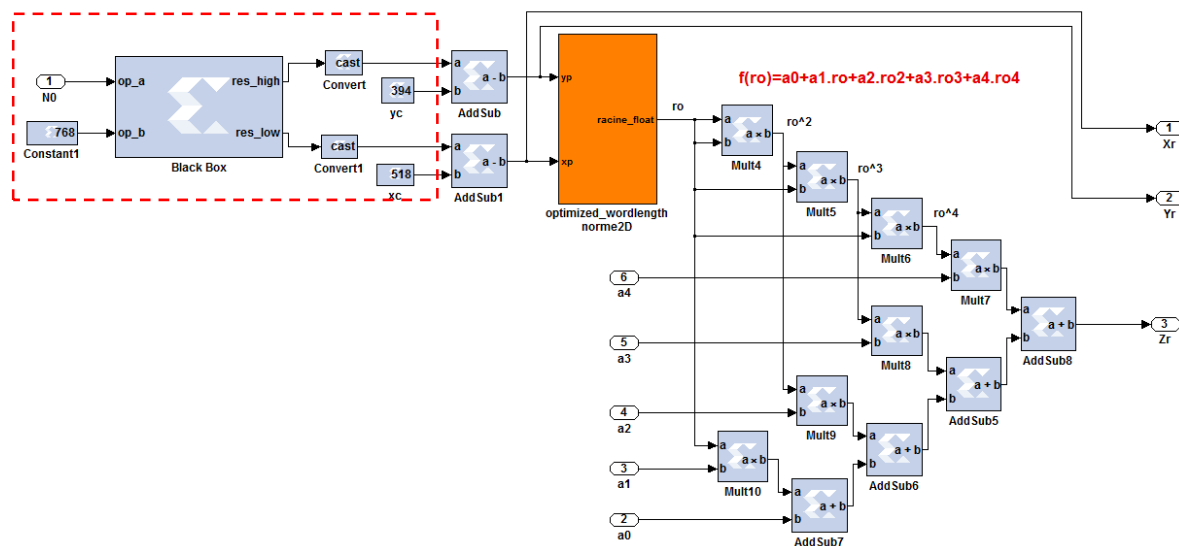 f(ro)=a0+a1.ro+a2.ro2+a3.ro3+a4.ro4
1
N0
768
Constant1
op_a
op_b
res_high
res_low
Black Box
cast
Convert
cast
Convert1
394
yc
518
xc
a
b
a - b
AddSub
a
b
a - b
AddSub1
yp
xp
racine_float
optimized_wordlength
norme2D
ro
a
b
a × b
Mult4
ro^2
a
b
a × b
Mult5
ro^3
a
b
a × b
Mult6
ro^4
a
b
a × b
Mult7
6
a4
5
a3
a
b
a × b
Mult8
4
a2
a
b
a × b
Mult9
3
a1
a
b
a × b
Mult10
2
a0
a
b
a + b
AddSub7
a
b
a + b
AddSub6
a
b
a + b
AddSub5
a
b
a + b
AddSub8
1
Xr
2
Yr
3
Zr